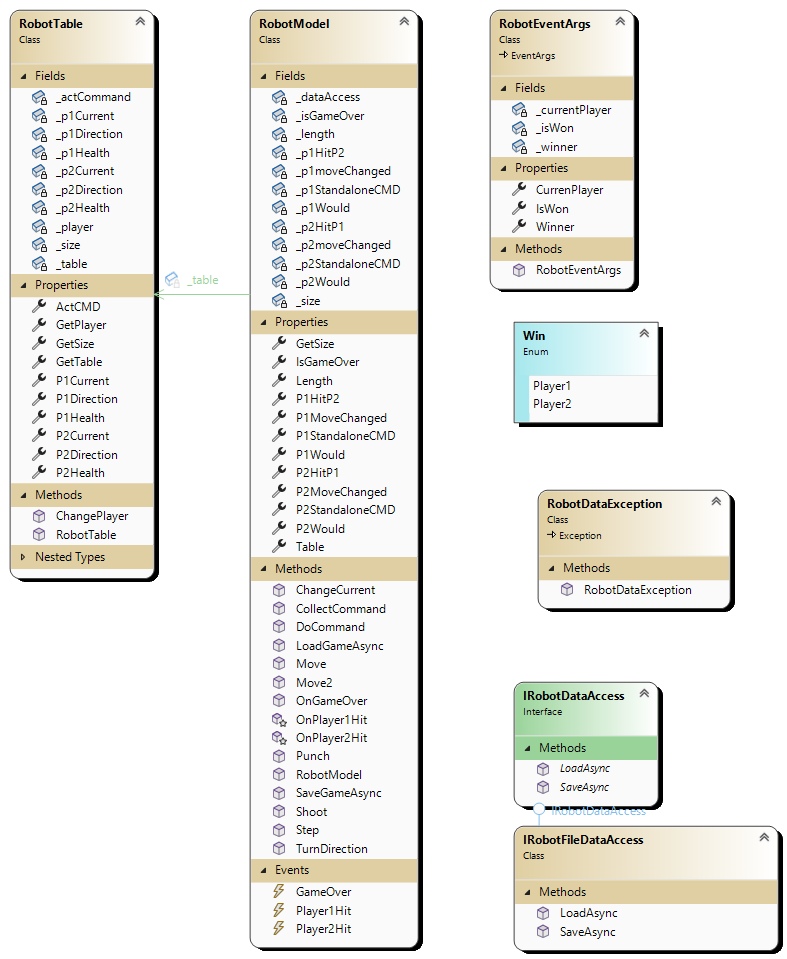 RobotTable
Class
Fields
_actCommand
_p1Current
_p1Direction
_p1Health
_p2Current
_p2Direction
_p2Health
_player
_size
_table
Properties
ActCMD
GetPlayer
GetSize
GetTable
P1Current
P1Direction
P1Health
P2Current
P2Direction
P2Health
Methods
ChangePlayer
RobotTable
Nested Types
_table
RobotModel
Class
Fields
_dataAccess
_isGameOver
_length
_p1HitP2
_p1moveChanged
_p1StandaloneCMD
_p1Would
_p2HitP1
_p2moveChanged
_p2StandaloneCMD
_p2Would
_size
Properties
GetSize
IsGameOver
Length
P1HitP2
P1MoveChanged
P1StandaloneCMD
P1Would
P2HitP1
P2MoveChanged
P2StandaloneCMD
P2Would
Table
Methods
ChangeCurrent
CollectCommand
DoCommand
LoadGameAsync
Move
Move2
OnGameOver
OnPlayer1Hit
OnPlayer2Hit
Punch
RobotModel
SaveGameAsync
Shoot
Step
TurnDirection
Events
GameOver
Player1Hit
Player2Hit
RobotEventArgs
Class
EventArgs
Fields
_currentPlayer
_isWon
_winner
Properties
CurrenPlayer
IsWon
Winner
Methods
RobotEventArgs
Win
Enum
Player1
Player2
RobotDataException
Class
Exception
Methods
RobotDataException
IRobotDataAccess
Interface
Methods
LoadAsync
SaveAsync
IRobotDataAccess
IRobotFileDataAccess
Class
Methods
LoadAsync
SaveAsync